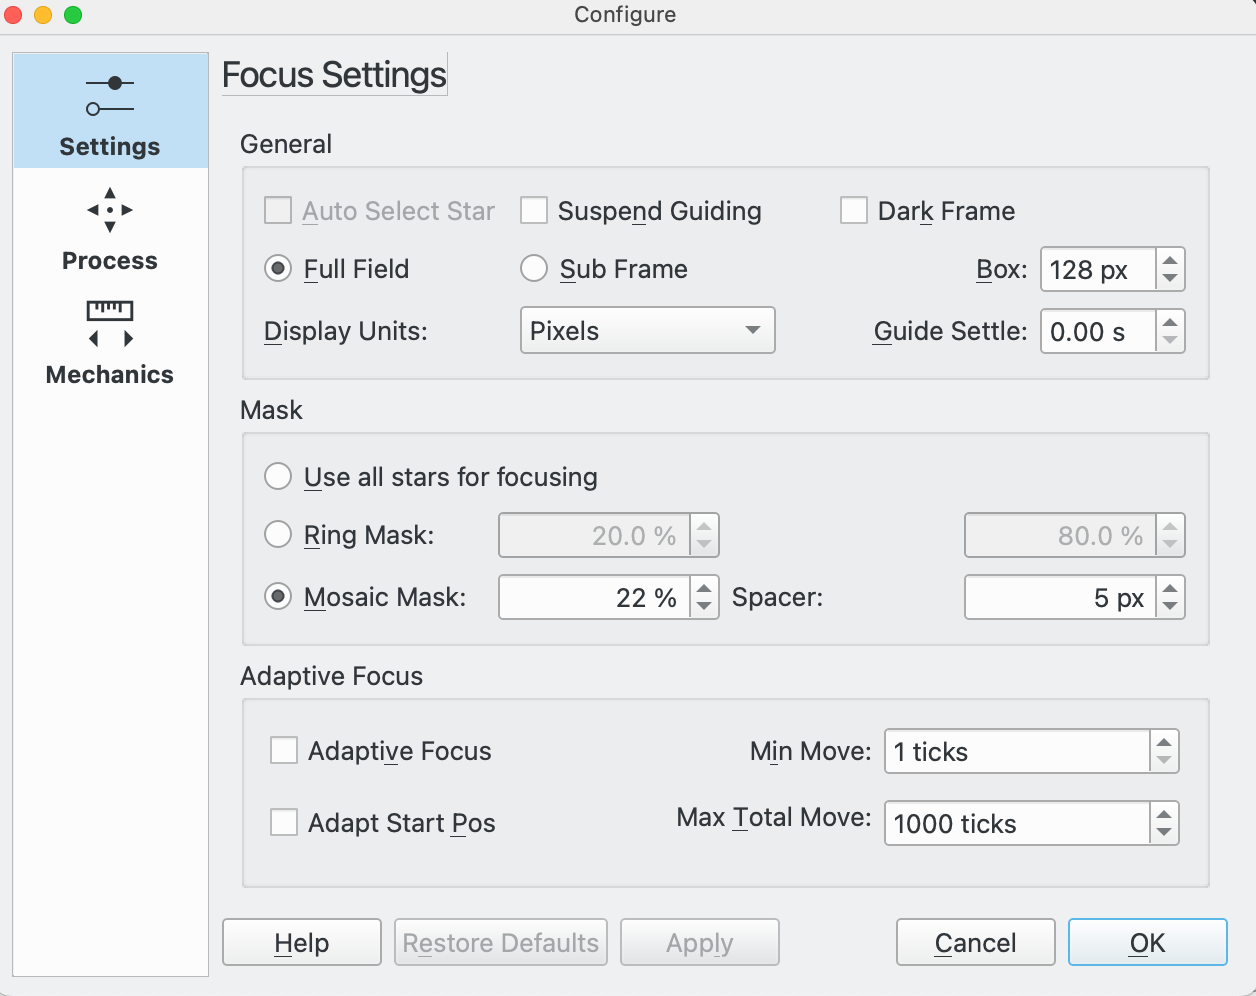 Configure
Settings
Process
Mechanics
Focus Settings
General
Auto Select Star Suspend Guiding Dark Frame
Full Field Sub Frame Box: 128 px
Display Units: Pixels Guide Settle: 0.00 s
Mask
Use all stars for focusing
Ring Mask: 20.0 % 80.0 %
Mosaic Mask: 22 % Spacer: 5 px
Adaptive Focus
Adaptive Focus Min Move: 1 ticks
Adapt Start Pos Max Total Move: 1000 ticks
Help Restore Defaults Apply Cancel OK